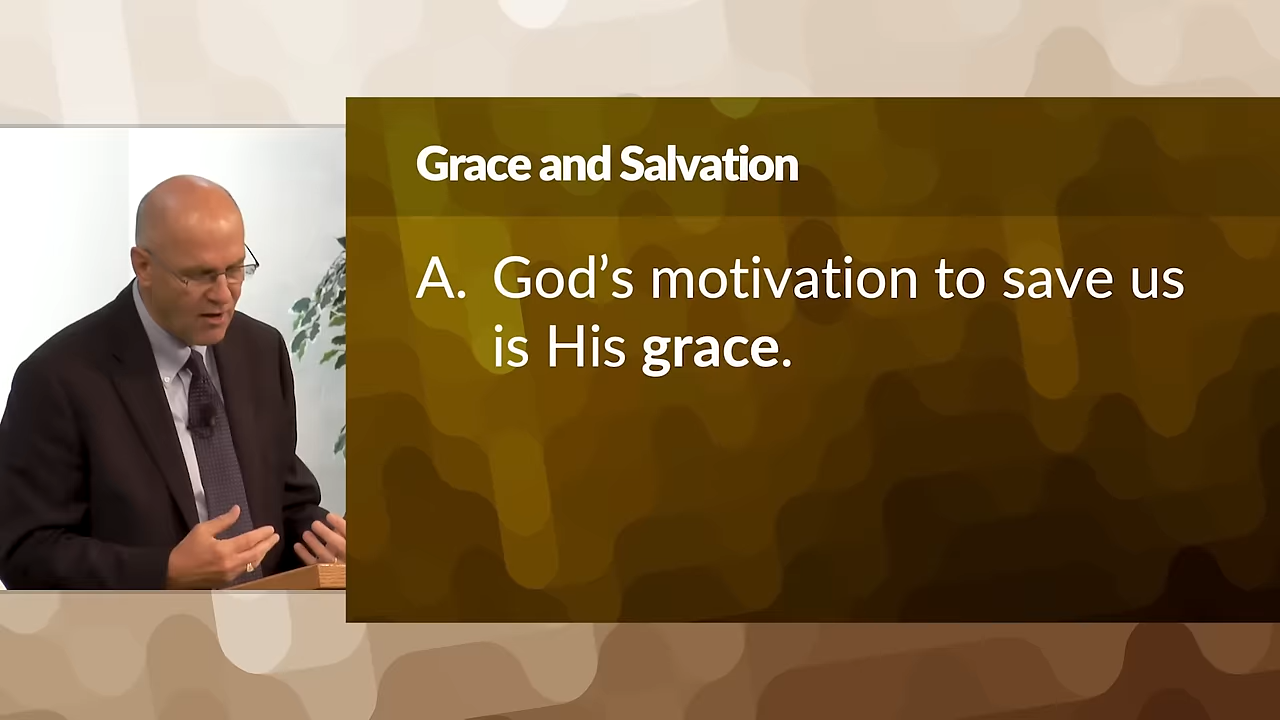 Grace and Salvation
A. God’s motivation to save us
is His grace.